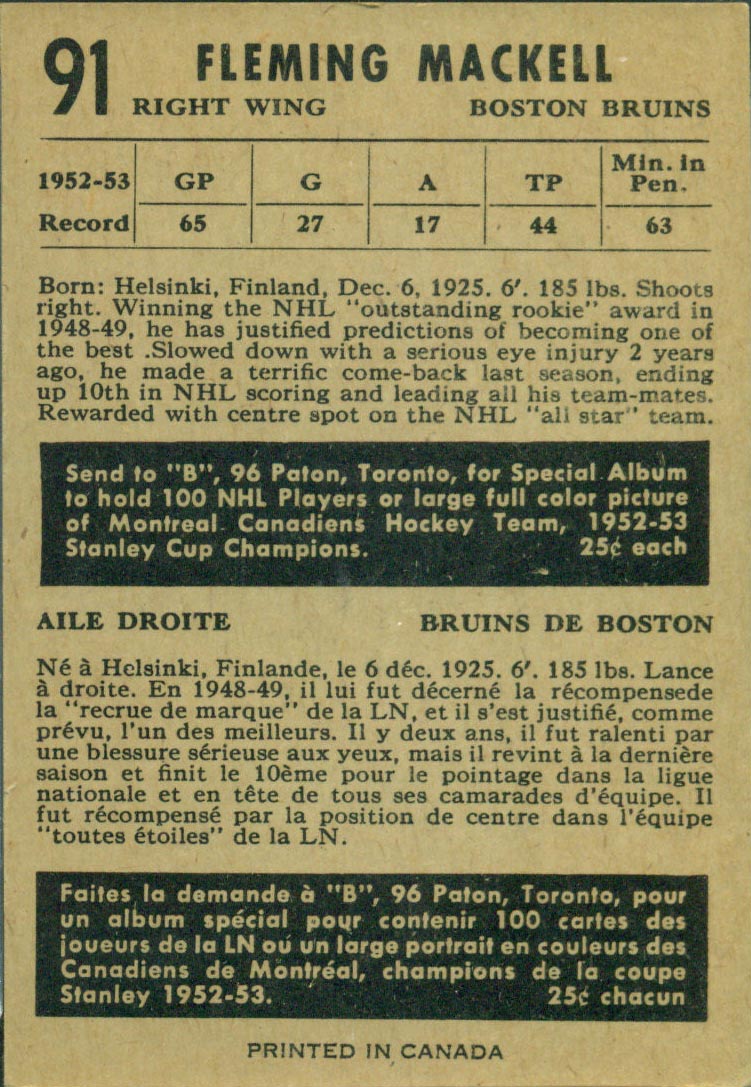 91 FLEMING MACKELL
RIGHT WING BOSTON BRUINS
1952-53 GP G A TP Min. in Pen.
Record 65 27 17 44 63
Born: Helsinki, Finland, Dec. 6, 1925. 6'. 185 lbs. Shoots
right. Winning the NHL "outstanding rookie" award in
1948-49, he has justified predictions of becoming one of
the best .Slowed down with a serious eye injury 2 years
ago, he made a terrific come-back last season, ending
up 10th in NHL scoring and leading all his team-mates.
Rewarded with centre spot on the NHL "all star" team.
Send to "B", 96 Paton, Toronto, for Special Album
to hold 100 NHL Players or large full color picture
of Montreal Canadiens Hockey Team, 1952-53
Stanley Cup Champions. 25¢ each
AILE DROITE BRUINS DE BOSTON
Né à Helsinki, Finlande, le 6 déc. 1925. 6'. 185 lbs. Lance
à droite. En 1948-49, il lui fut décerné la récompensede
la "recrue de marque" de la LN, et il s'est justifié, comme
prévu, l'un des meilleurs. Il y deux ans, il fut ralenti par
une blessure sérieuse aux yeux, mais il revint à la dernière
saison et finit le 10ème pour le pointage dans la ligue
nationale et en tête de tous ses camarades d'équipe. Il
fut récompensé par la position de centre dans l'équipe
"toutes étoiles" de la LN.
Faites la demande à "B", 96 Paton, Toronto, pour
un album spécial pour contenir 100 cartes des
joueurs de la LN ou un large portrait en couleurs des
Canadiens de Montréal, champions de la coupe
Stanley 1952-53. 25¢ chacun
PRINTED IN CANADA